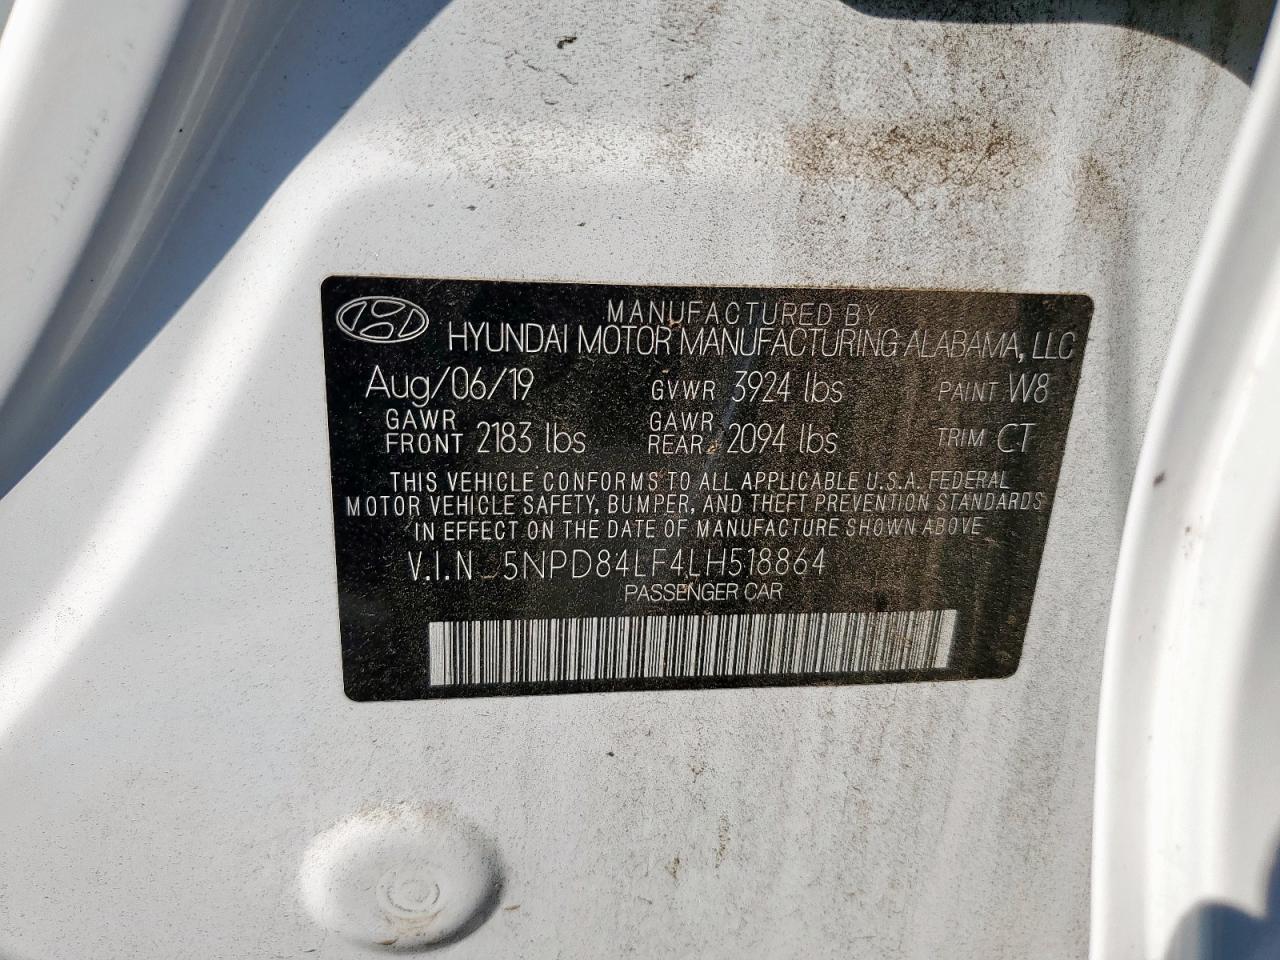 MANUFACTURED BY
HYUNDAI MOTOR MANUFACTURING ALABAMA, LLC
Aug/06/19 GVWR 3924 lbs PAINT W8
GAWR FRONT 2183 lbs GAWR REAR 2094 lbs TRIM CT
THIS VEHICLE CONFORMS TO ALL APPLICABLE U.S.A. FEDERAL
MOTOR VEHICLE SAFETY, BUMPER, AND THEFT PREVENTION STANDARDS
IN EFFECT ON THE DATE OF MANUFACTURE SHOWN ABOVE
V.I.N 5NPD84LF4LH518864
PASSENGER CAR